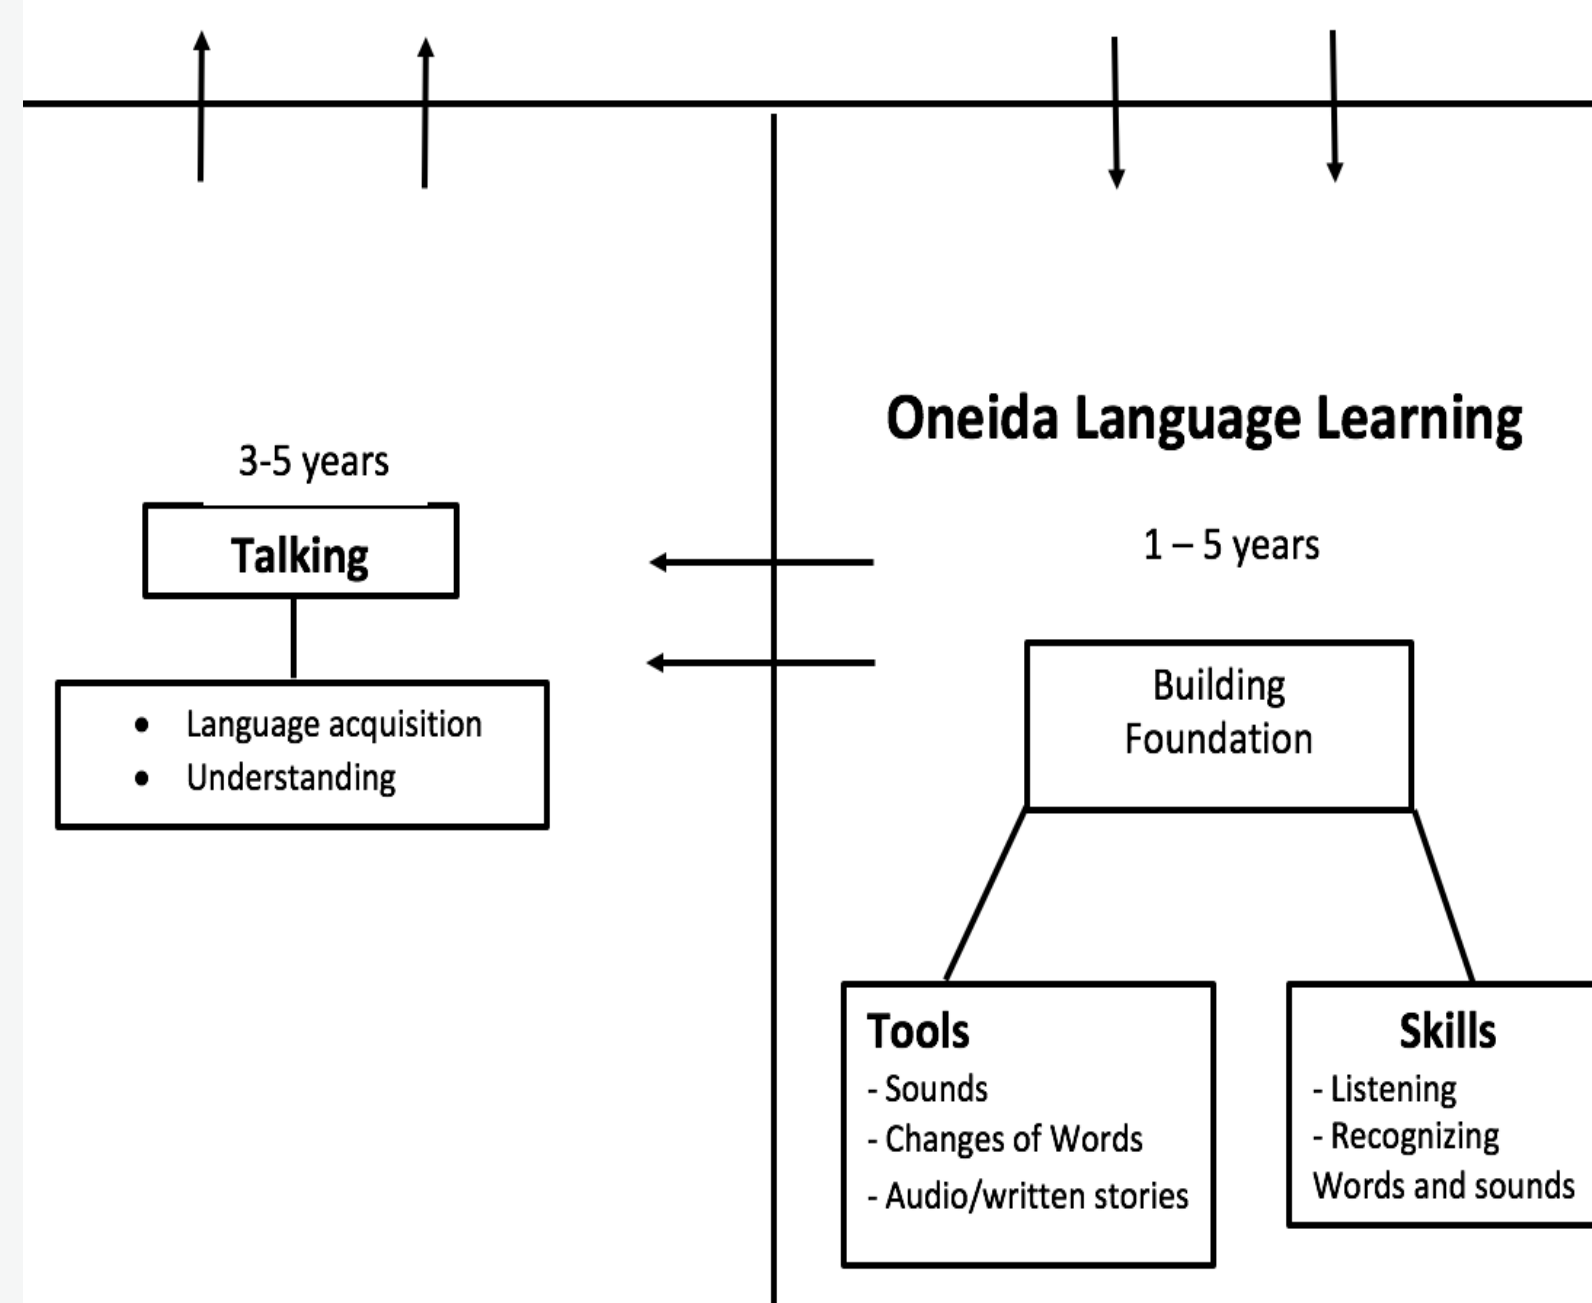 3-5 years
Talking
• Language acquisition
• Understanding
Oneida Language Learning
1 – 5 years
Building
Foundation
Tools
- Sounds
- Changes of Words
- Audio/written stories
Skills
- Listening
- Recognizing
Words and sounds